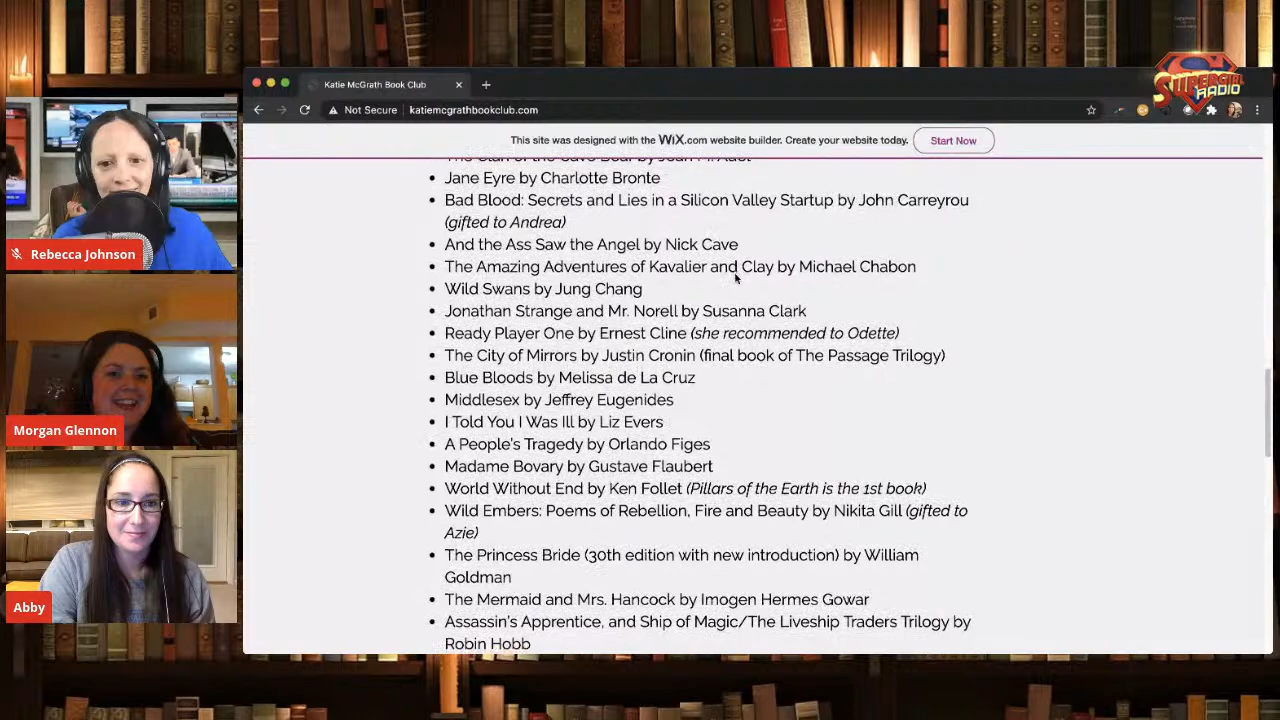 SUPERGIRL
RADIO
Katie McGrath Book Club
Not Secure
katiemcgrathbookclub.com
This site was designed with the WiX.com website builder. Create your website today.
Start Now
The Clan of the Cave Bear by Jean M. Auel
Jane Eyre by Charlotte Bronte
Bad Blood: Secrets and Lies in a Silicon Valley Startup by John Carreyrou
(gifted to Andrea)
And the Ass Saw the Angel by Nick Cave
The Amazing Adventures of Kavalier and Clay by Michael Chabon
Wild Swans by Jung Chang
Jonathan Strange and Mr. Norell by Susanna Clark
Ready Player One by Ernest Cline (she recommended to Odette)
The City of Mirrors by Justin Cronin (final book of The Passage Trilogy)
Blue Bloods by Melissa de La Cruz
Middlesex by Jeffrey Eugenides
I Told You I Was Ill by Liz Evers
A People's Tragedy by Orlando Figes
Madame Bovary by Gustave Flaubert
World Without End by Ken Follet (Pillars of the Earth is the 1st book)
Wild Embers: Poems of Rebellion, Fire and Beauty by Nikita Gill (gifted to
Azie)
The Princess Bride (30th edition with new introduction) by William
Goldman
The Mermaid and Mrs. Hancock by Imogen Hermes Gowar
Assassin's Apprentice, and Ship of Magic/The Liveship Traders Trilogy by
Robin Hobb
Rebecca Johnson
Morgan Glennon
Abby